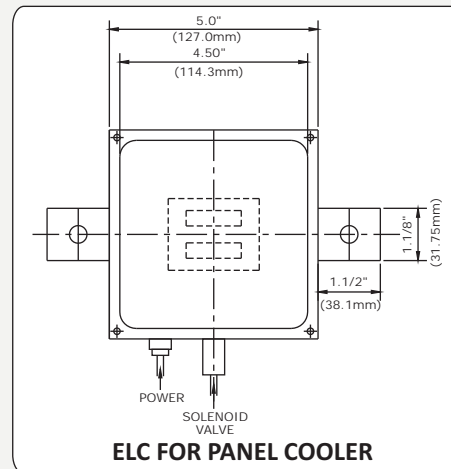 5.0"
(127.0mm)
4.50"
(114.3mm)
1.1/8"
(31.75mm)
1.1/2"
(38.1mm)
POWER
SOLENOID
VALVE
ELC FOR PANEL COOLER